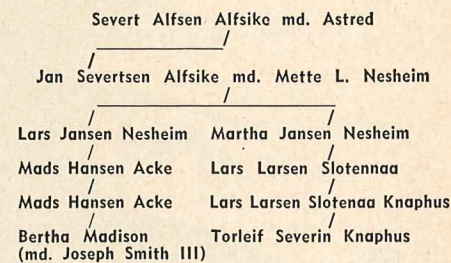 Severt Alfsen Alfsike md. Astred
Jan Severtsen Alfsike md. Mette L. Nesheim
Lars Jansen Nesheim Martha Jansen Nesheim
Mads Hansen Acke Lars Larsen Slotennaa
Mads Hansen Acke Lars Larsen Slotenaa Knaphus
Bertha Madison Torleif Severin Knaphus
(md. Joseph Smith III)